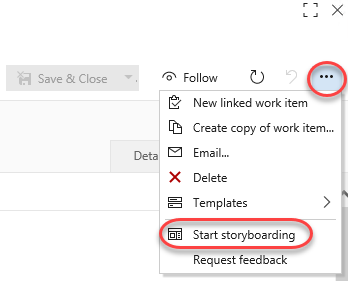 Save & Close
Follow
New linked work item
Create copy of work item...
Email...
Delete
Templates
Start storyboarding
Request feedback
Deta